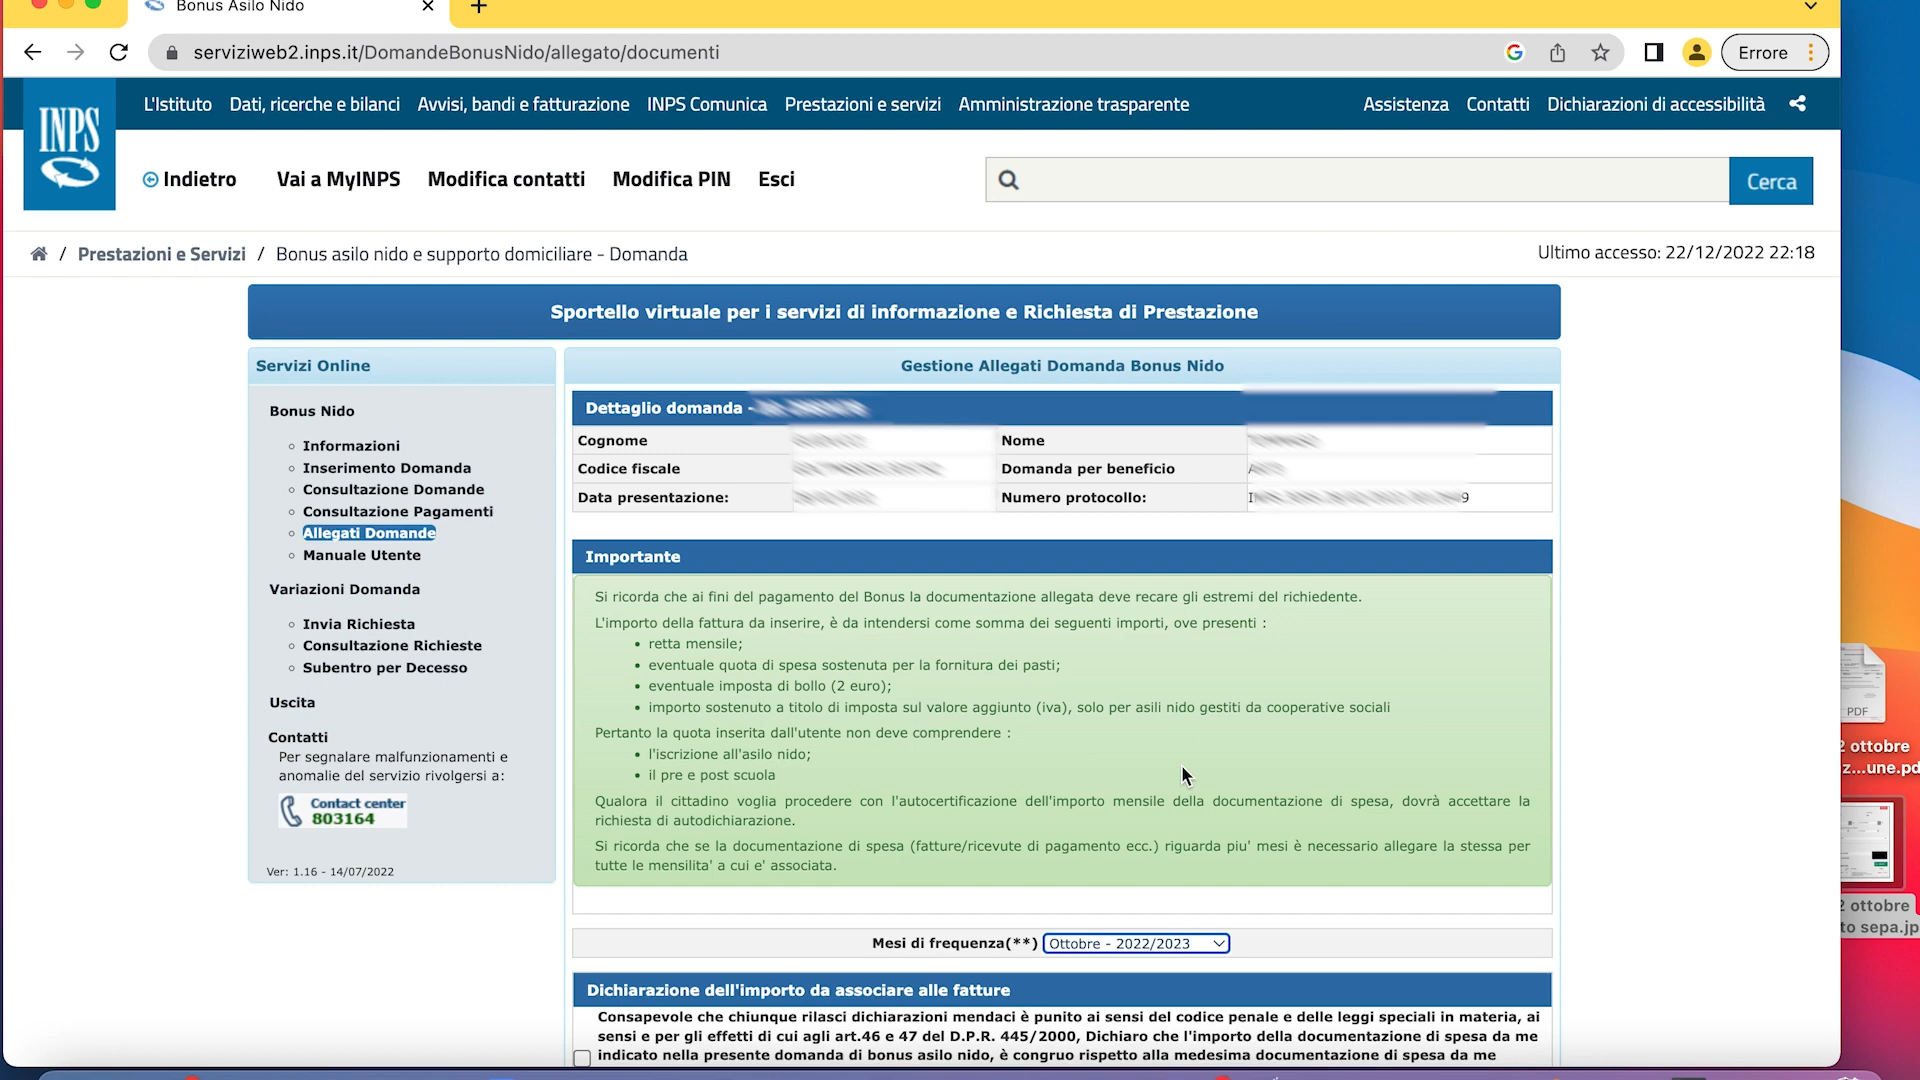 Bonus Asilo Nido
serviziweb2.inps.it/DomandeBonusNido/allegato/documenti
Errore
INPS
L'Istituto Dati, ricerche e bilanci Avvisi, bandi e fatturazione INPS Comunica Prestazioni e servizi Amministrazione trasparente Assistenza Contatti Dichiarazioni di accessibilità
Indietro Vai a MyINPS Modifica contatti Modifica PIN Esci Cerca
/ Prestazioni e Servizi / Bonus asilo nido e supporto domiciliare - Domanda Ultimo accesso: 22/12/2022 22:18
Sportello virtuale per i servizi di informazione e Richiesta di Prestazione
Servizi Online
Bonus Nido
Informazioni
Inserimento Domanda
Consultazione Domande
Consultazione Pagamenti
Allegati Domande
Manuale Utente
Variazioni Domanda
Invia Richiesta
Consultazione Richieste
Subentro per Decesso
Uscita
Contatti
Per segnalare malfunzionamenti e
anomalie del servizio rivolgersi a:
Contact center
803164
Ver: 1.16 - 14/07/2022
Gestione Allegati Domanda Bonus Nido
Dettaglio domanda -
Cognome Nome
Codice fiscale Domanda per beneficio
Data presentazione: Numero protocollo: 9
Importante
Si ricorda che ai fini del pagamento del Bonus la documentazione allegata deve recare gli estremi del richiedente.
L'importo della fattura da inserire, è da intendersi come somma dei seguenti importi, ove presenti :
• retta mensile;
• eventuale quota di spesa sostenuta per la fornitura dei pasti;
• eventuale imposta di bollo (2 euro);
• importo sostenuto a titolo di imposta sul valore aggiunto (iva), solo per asili nido gestiti da cooperative sociali
Pertanto la quota inserita dall'utente non deve comprendere :
• l'iscrizione all'asilo nido;
• il pre e post scuola
Qualora il cittadino voglia procedere con l'autocertificazione dell'importo mensile della documentazione di spesa, dovrà accettare la
richiesta di autodichiarazione.
Si ricorda che se la documentazione di spesa (fatture/ricevute di pagamento ecc.) riguarda piu' mesi è necessario allegare la stessa per
tutte le mensilita' a cui e' associata.
Mesi di frequenza(**) Ottobre - 2022/2023
Dichiarazione dell'importo da associare alle fatture
Consapevole che chiunque rilasci dichiarazioni mendaci è punito ai sensi del codice penale e delle leggi speciali in materia, ai
sensi e per gli effetti di cui agli art.46 e 47 del D.P.R. 445/2000, Dichiaro che l'importo della documentazione di spesa da me
indicato nella presente domanda di bonus asilo nido, è congruo rispetto alla medesima documentazione di spesa da me
PDF
2 ottobre
z...une.pd
2 ottobre
to sepa.jp